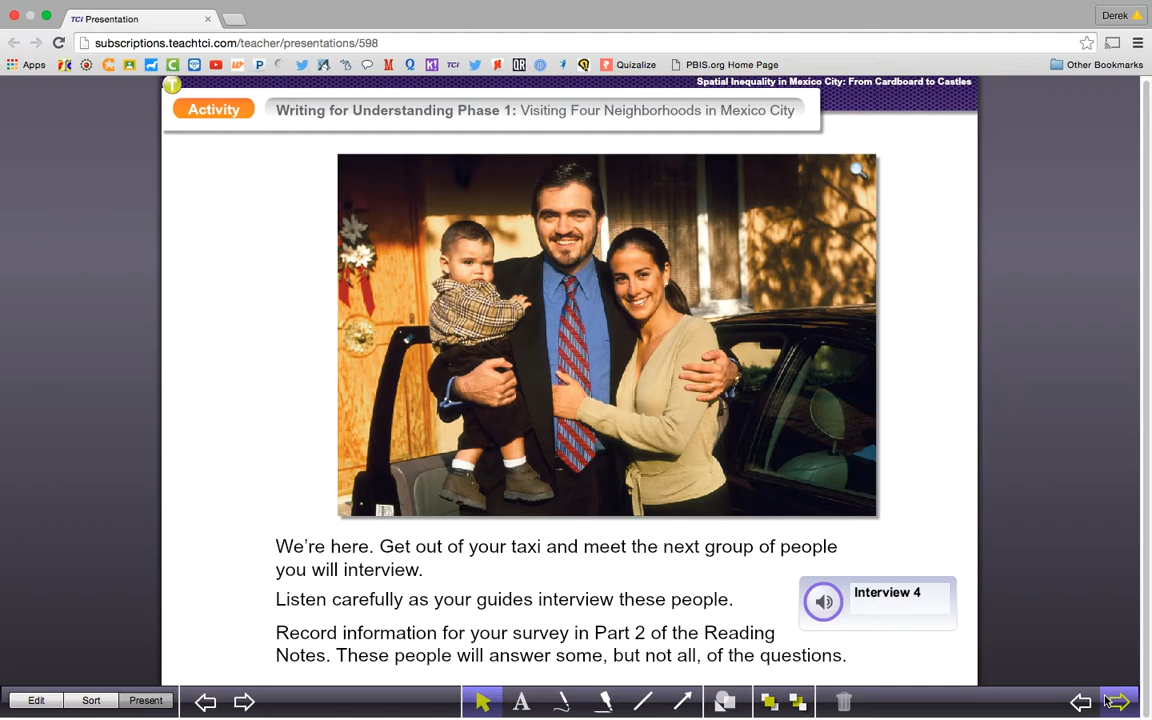 TCI Presentation
Derek
subscriptions.teachtci.com/teacher/presentations/598
Apps
TCI
Quizalize
PBIS.org Home Page
Other Bookmarks
Spatial Inequality in Mexico City: From Cardboard to Castles
Activity
Writing for Understanding Phase 1: Visiting Four Neighborhoods in Mexico City
We're here. Get out of your taxi and meet the next group of people
you will interview.
Listen carefully as your guides interview these people.
Interview 4
Record information for your survey in Part 2 of the Reading
Notes. These people will answer some, but not all, of the questions.
Edit
Sort
Present